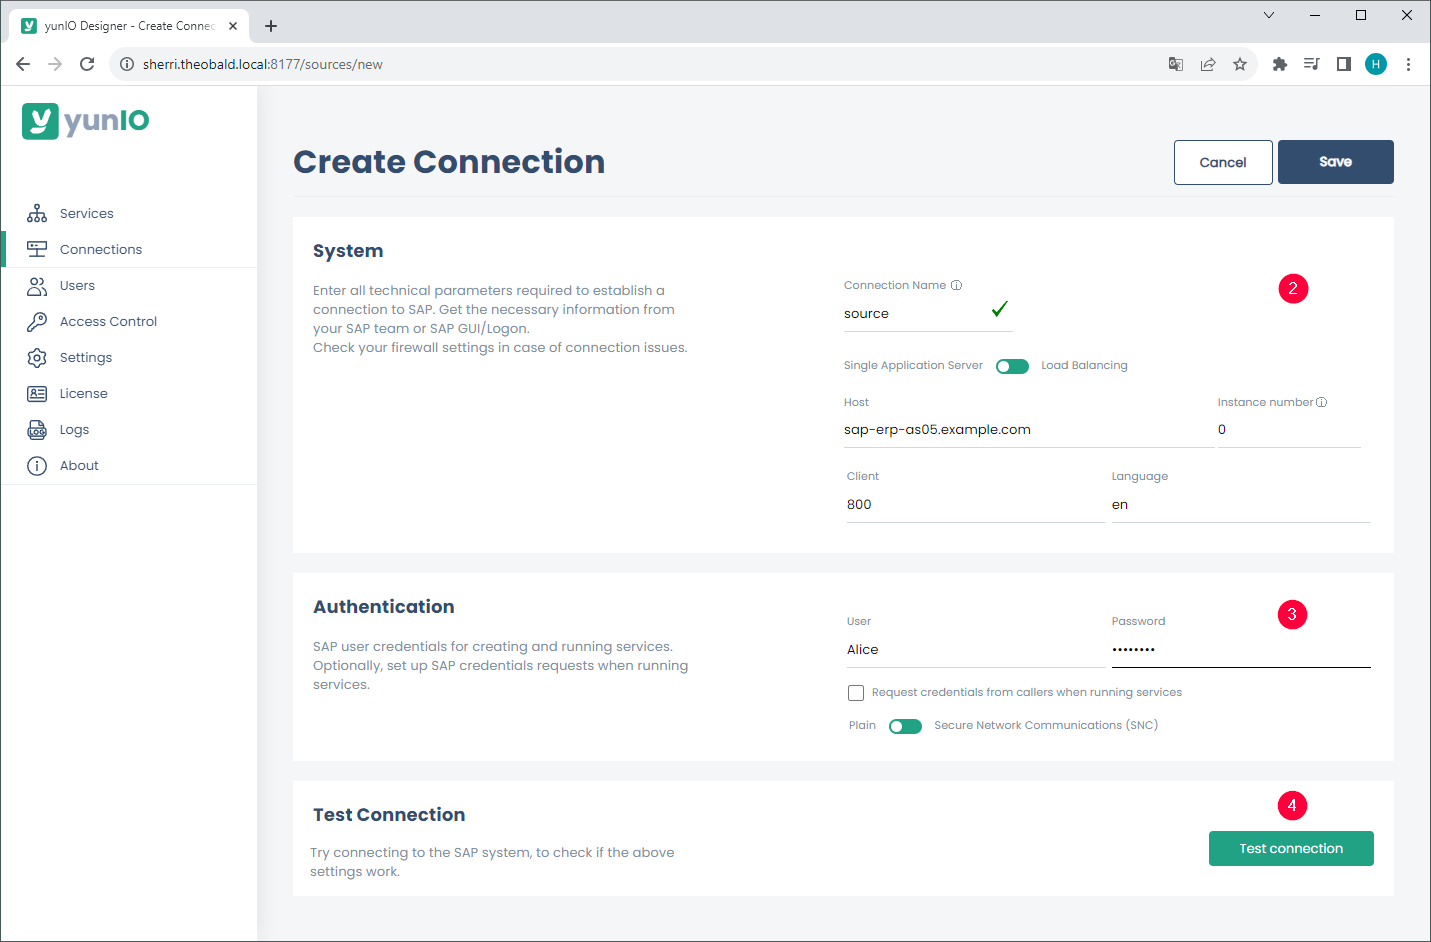 yunIO Designer - Create Connec
sherri.theobald.local:8177/sources/new
H
yunIO
Services
Connections
Users
Access Control
Settings
License
LOG
Logs
About
Create Connection
Cancel
Save
System
Enter all technical parameters required to establish a
connection to SAP. Get the necessary information from
your SAP team or SAP GUI/Logon.
Check your firewall settings in case of connection issues.
Connection Name
2
source
Single Application Server
Load Balancing
Host
Instance number
sap-erp-as05.example.com
0
Client
Language
800
en
Authentication
SAP user credentials for creating and running services.
Optionally, set up SAP credentials requests when running
services.
3
User
Password
Alice
••••••••
Request credentials from callers when running services
Plain
Secure Network Communications (SNC)
Test Connection
Try connecting to the SAP system, to check if the above
settings work.
4
Test connection